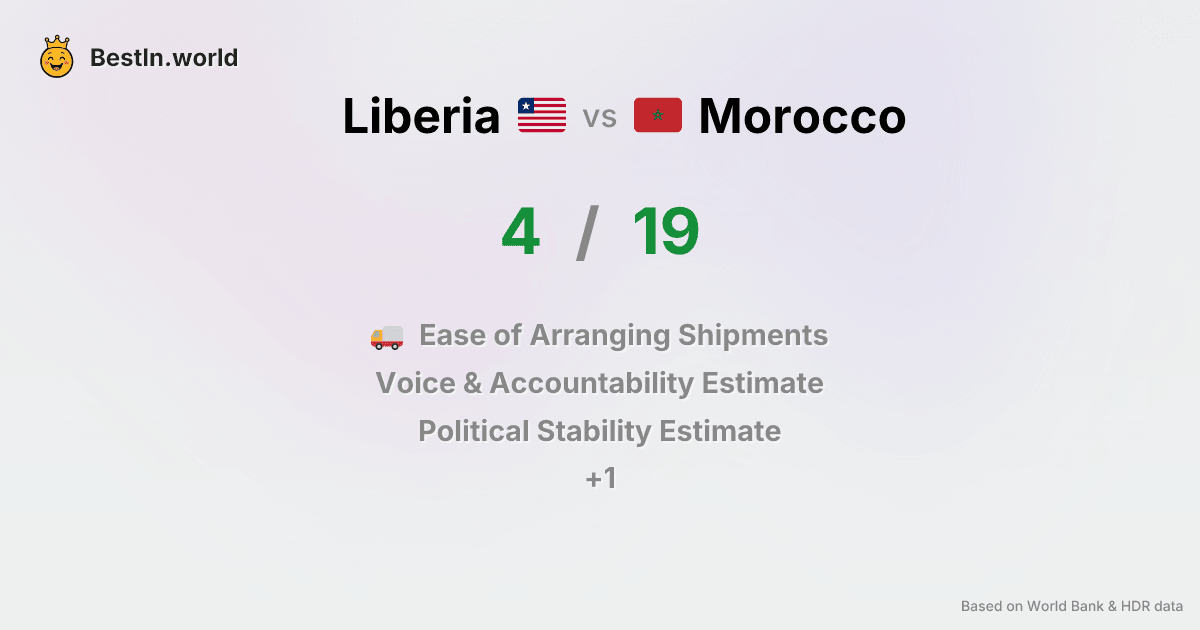 BestIn.world
Liberia vs Morocco
4 / 19
Ease of Arranging Shipments
Voice & Accountability Estimate
Political Stability Estimate
+1
Based on World Bank & HDR data